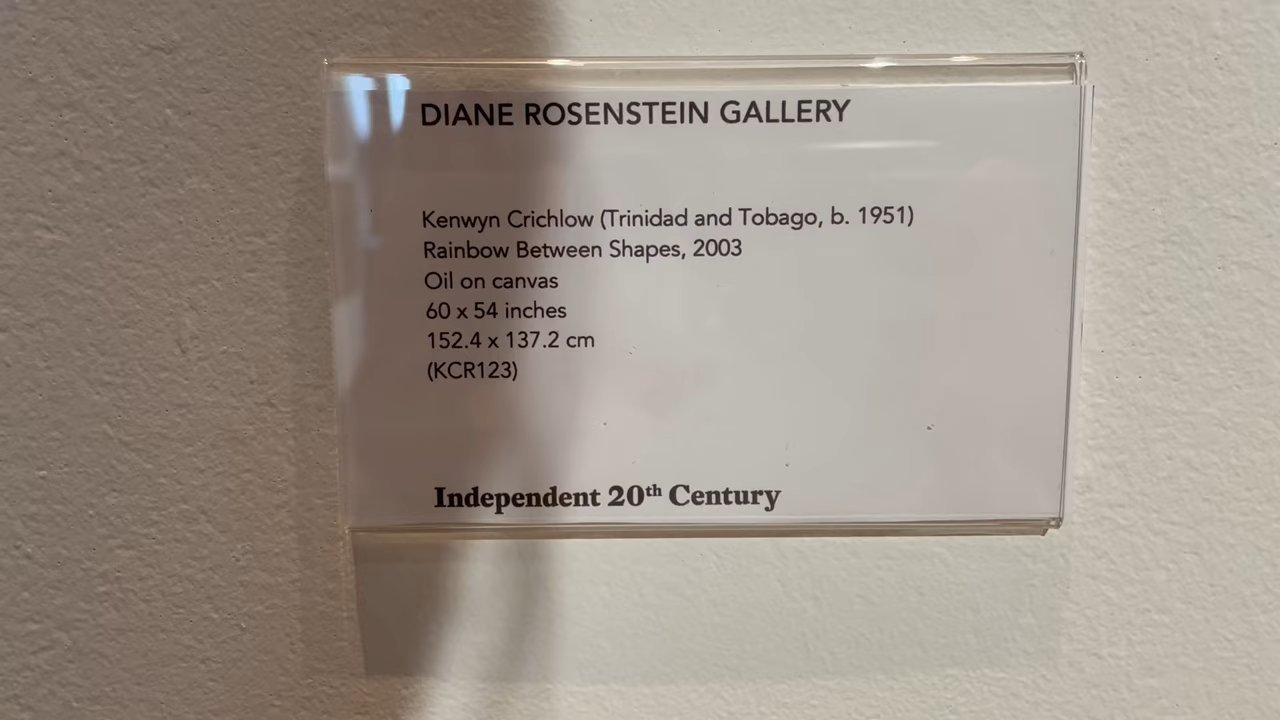 DIANE ROSENSTEIN GALLERY
Kenwyn Crichlow (Trinidad and Tobago, b. 1951)
Rainbow Between Shapes, 2003
Oil on canvas
60 x 54 inches
152.4 x 137.2 cm
(KCR123)
Independent 20th Century